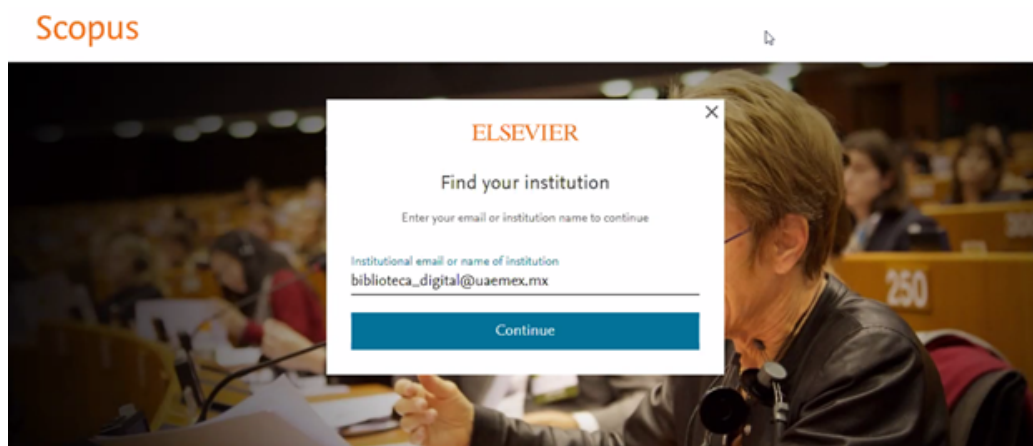 Scopus
ELSEVIER
Find your institution
Enter your email or institution name to continue
Institutional email or name of institution
biblioteca_digital@uaemex.mx
Continue
250